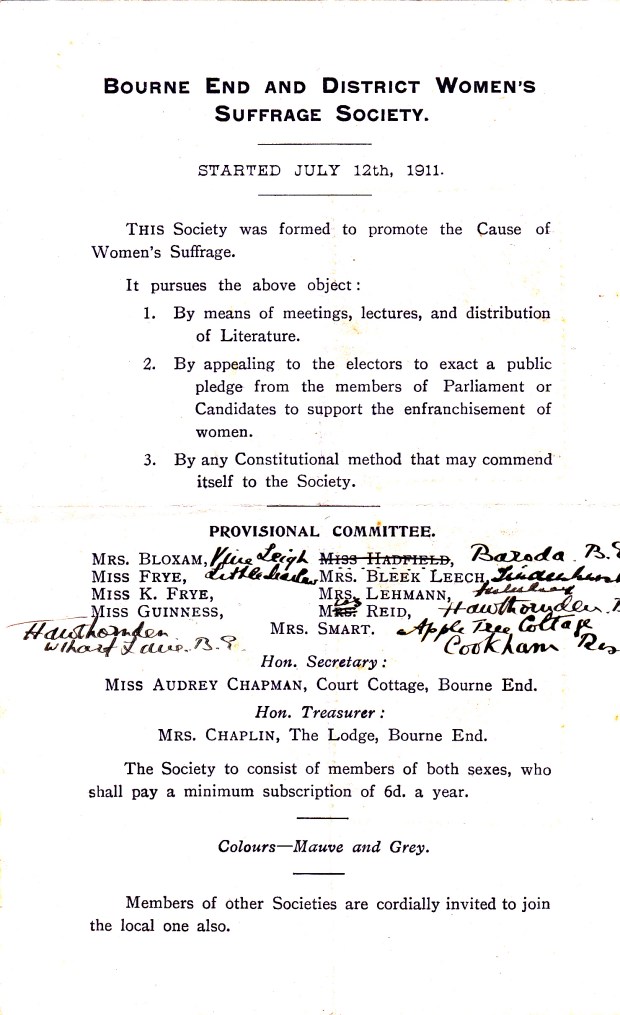 BOURNE END AND DISTRICT WOMEN'S
SUFFRAGE SOCIETY.
STARTED JULY 12th, 1911.
THIS Society was formed to promote the Cause of
Women's Suffrage.
It pursues the above object :
1. By means of meetings, lectures, and distribution
of Literature.
2. By appealing to the electors to exact a public
pledge from the members of Parliament or
Candidates to support the enfranchisement of
women.
3. By any Constitutional method that may commend
itself to the Society.
PROVISIONAL COMMITTEE.
MRS. BLOXAM, Vine Leigh MISS HADFIELD, Baroda B.E
MISS FRYE, MRS. BLEEK LEECH,
MISS K. FRYE, MRS. LEHMANN,
MISS GUINNESS, REID, Hawthornden B
Hawthornden MRS. SMART. Apple Tree Cottage
Wharf Lane. B.E. Cookham
Hon. Secretary :
MISS AUDREY CHAPMAN, Court Cottage, Bourne End.
Hon. Treasurer :
MRS. CHAPLIN, The Lodge, Bourne End.
The Society to consist of members of both sexes, who
shall pay a minimum subscription of 6d. a year.
Colours—Mauve and Grey.
Members of other Societies are cordially invited to join
the local one also.